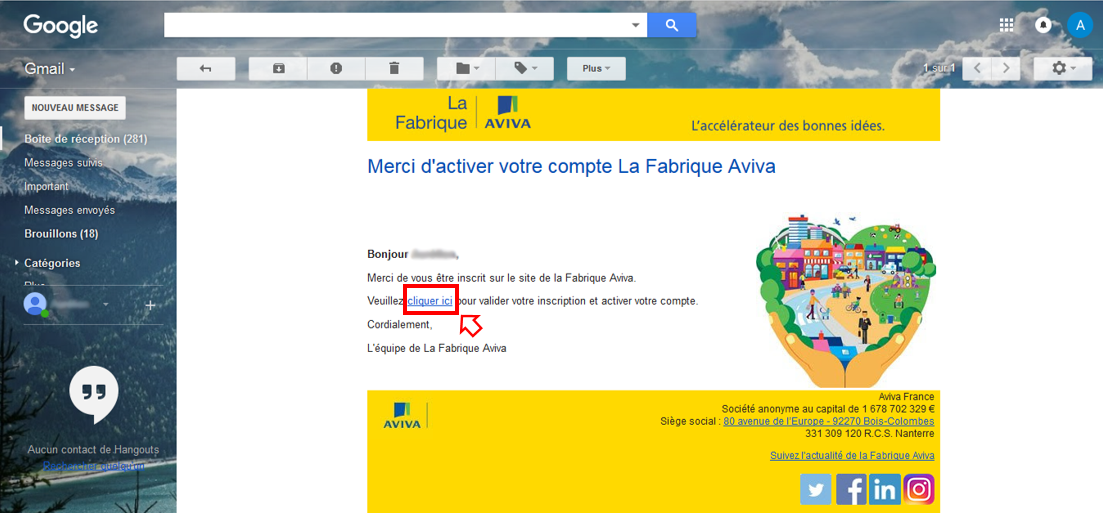 Google
A
Gmail
Plus
1 sur 1
NOUVEAU MESSAGE
Boîte de réception (281)
Messages suivis
Important
Messages envoyés
Brouillons (18)
Catégories
Plus
Aucun contact de Hangouts
Rechercher quelqu'un
La
Fabrique
AVIVA
L'accélérateur des bonnes idées.
Merci d'activer votre compte La Fabrique Aviva
Bonjour
Merci de vous être inscrit sur le site de la Fabrique Aviva.
Veuillez cliquer ici pour valider votre inscription et activer votre compte.
Cordialement,
L'équipe de La Fabrique Aviva
AVIVA
Aviva France
Société anonyme au capital de 1 678 702 329 €
Siège social : 80 avenue de l'Europe - 92270 Bois-Colombes
331 309 120 R.C.S. Nanterre
Suivez l'actualité de la Fabrique Aviva